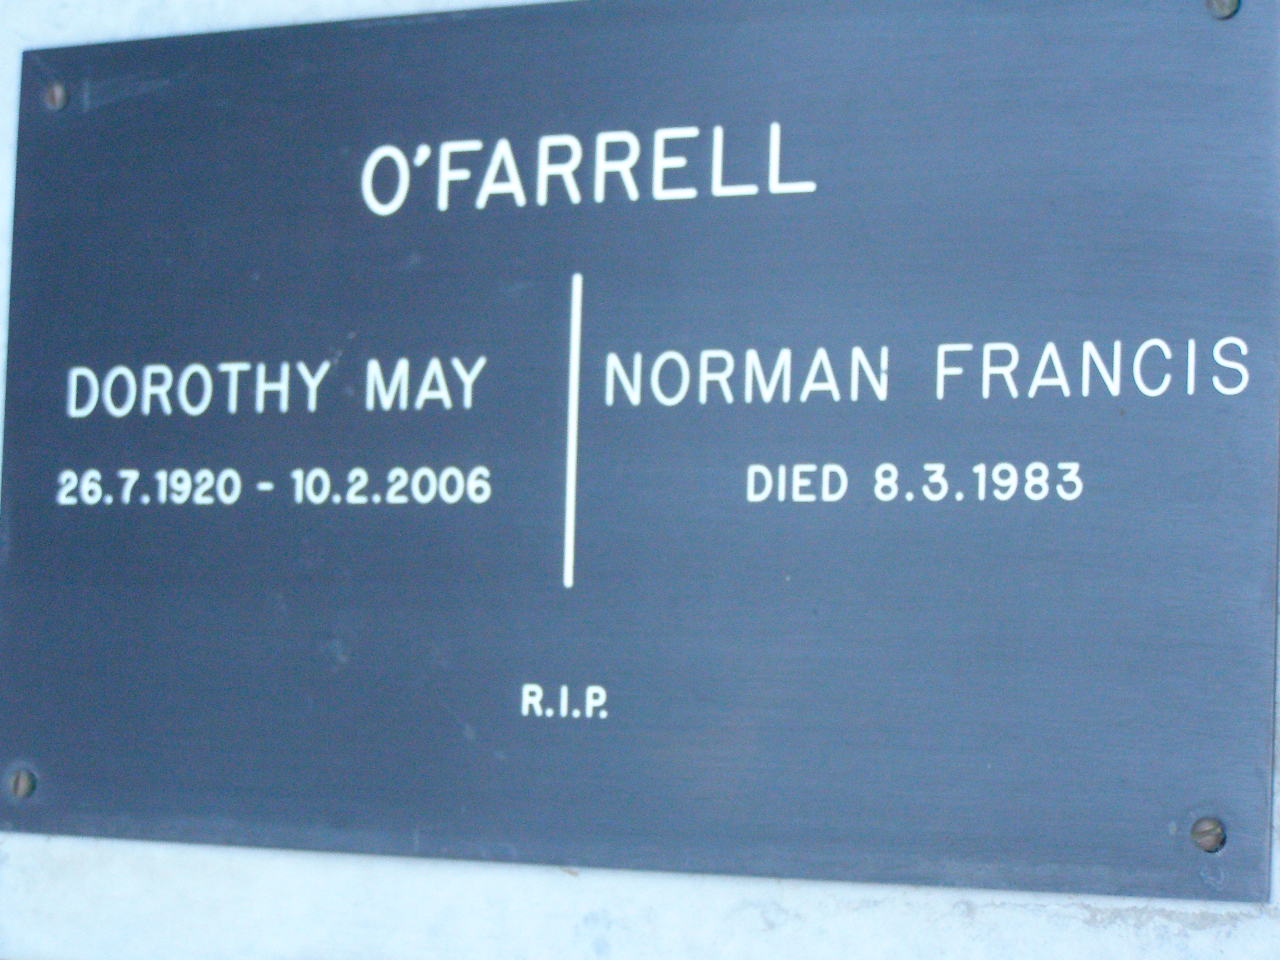 O'FARRELL
DOROTHY MAY
26.7.1920 - 10.2.2006
NORMAN FRANCIS
DIED 8.3.1983
R.I.P.